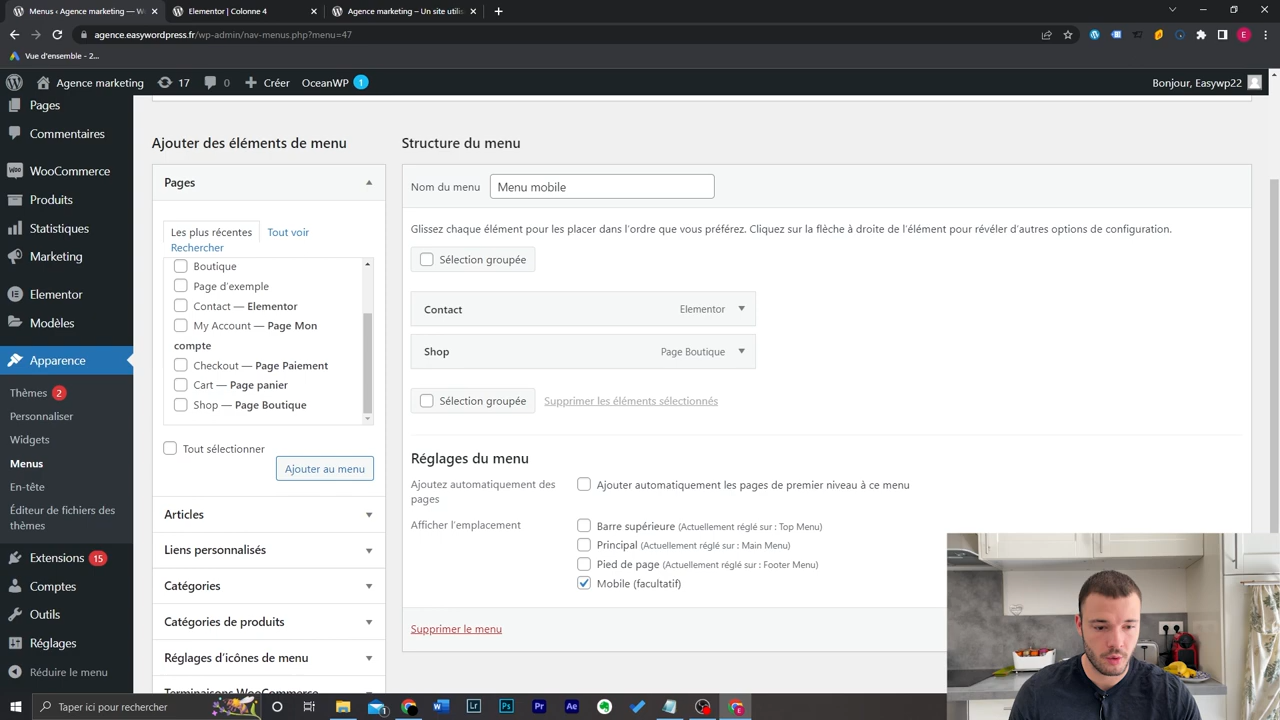 Menus ‹ Agence marketing — W
Elementor | Colonne 4
Agence marketing – Un site utilis
agence.easywordpress.fr/wp-admin/nav-menus.php?menu=47
Vue d'ensemble - 2...
Agence marketing
17
0
Créer
OceanWP
1
Bonjour, Easywp22
Pages
Commentaires
WooCommerce
Produits
Statistiques
Marketing
Elementor
Modèles
Apparence
Thèmes 2
Personnaliser
Widgets
Menus
En-tête
Éditeur de fichiers des
thèmes
Extensions 15
Comptes
Outils
Réglages
Réduire le menu
Ajouter des éléments de menu
Pages
Les plus récentes
Tout voir
Rechercher
Boutique
Page d'exemple
Contact — Elementor
My Account — Page Mon
compte
Checkout — Page Paiement
Cart — Page panier
Shop — Page Boutique
Tout sélectionner
Ajouter au menu
Articles
Liens personnalisés
Catégories
Catégories de produits
Réglages d'icônes de menu
Terminaisons WooCommerce
Structure du menu
Nom du menu
Menu mobile
Glissez chaque élément pour les placer dans l'ordre que vous préférez. Cliquez sur la flèche à droite de l'élément pour révéler d'autres options de configuration.
Sélection groupée
Contact
Elementor
Shop
Page Boutique
Sélection groupée
Supprimer les éléments sélectionnés
Réglages du menu
Ajoutez automatiquement des
pages
Ajouter automatiquement les pages de premier niveau à ce menu
Afficher l'emplacement
Barre supérieure (Actuellement réglé sur : Top Menu)
Principal (Actuellement réglé sur : Main Menu)
Pied de page (Actuellement réglé sur : Footer Menu)
Mobile (facultatif)
Supprimer le menu
Taper ici pour rechercher